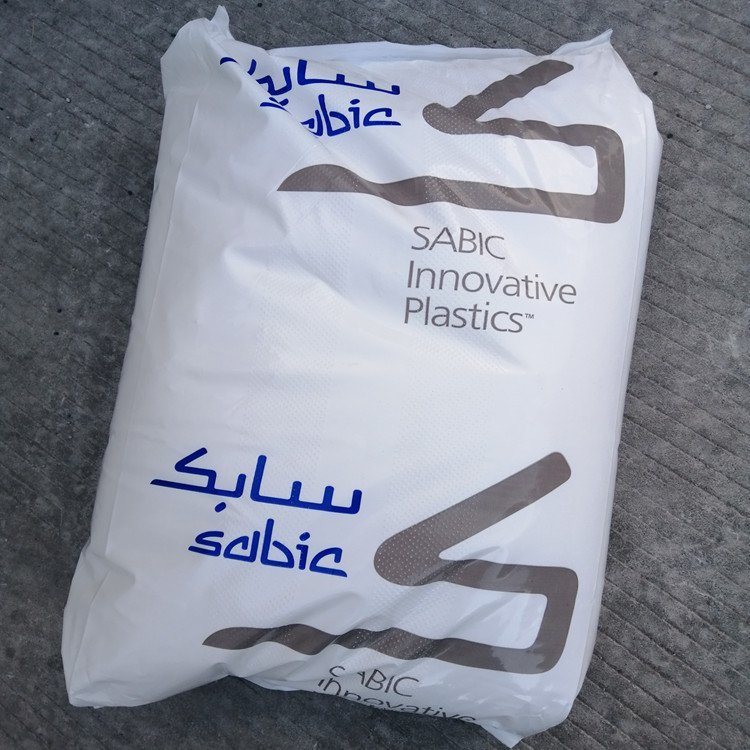 سابك
sabic
SABIC
Innovative
Plastics™
سابك
sabic
SABIC
Innovative